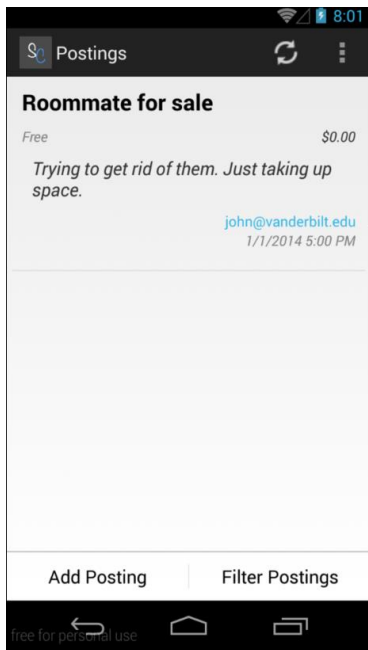 8:01
SC Postings
Roommate for sale
Free $0.00
Trying to get rid of them. Just taking up
space.
john@vanderbilt.edu
1/1/2014 5:00 PM
Add Posting Filter Postings
free for personal use